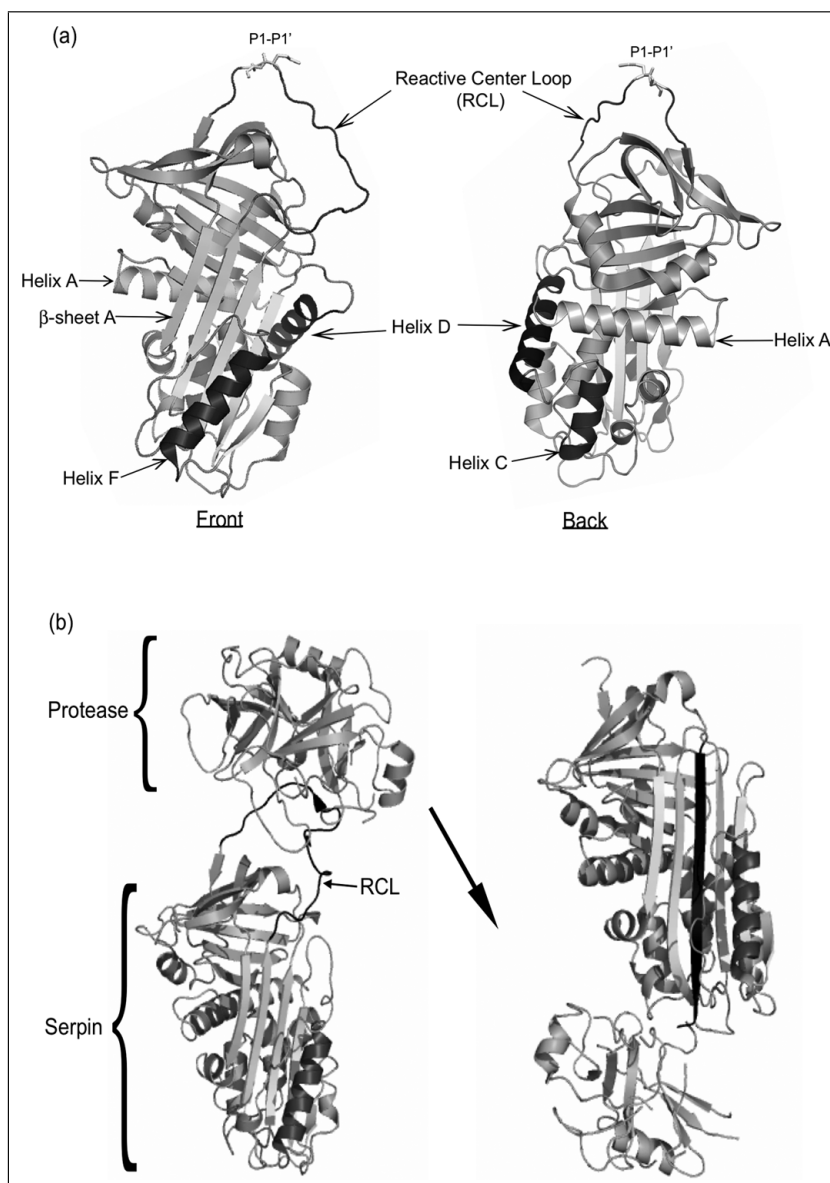 (a)
P1-P1'
P1-P1'
Reactive Center Loop
(RCL)
Helix A
β-sheet A
Helix D
Helix A
Helix F
Helix C
Front
Back
(b)
Protease
RCL
Serpin